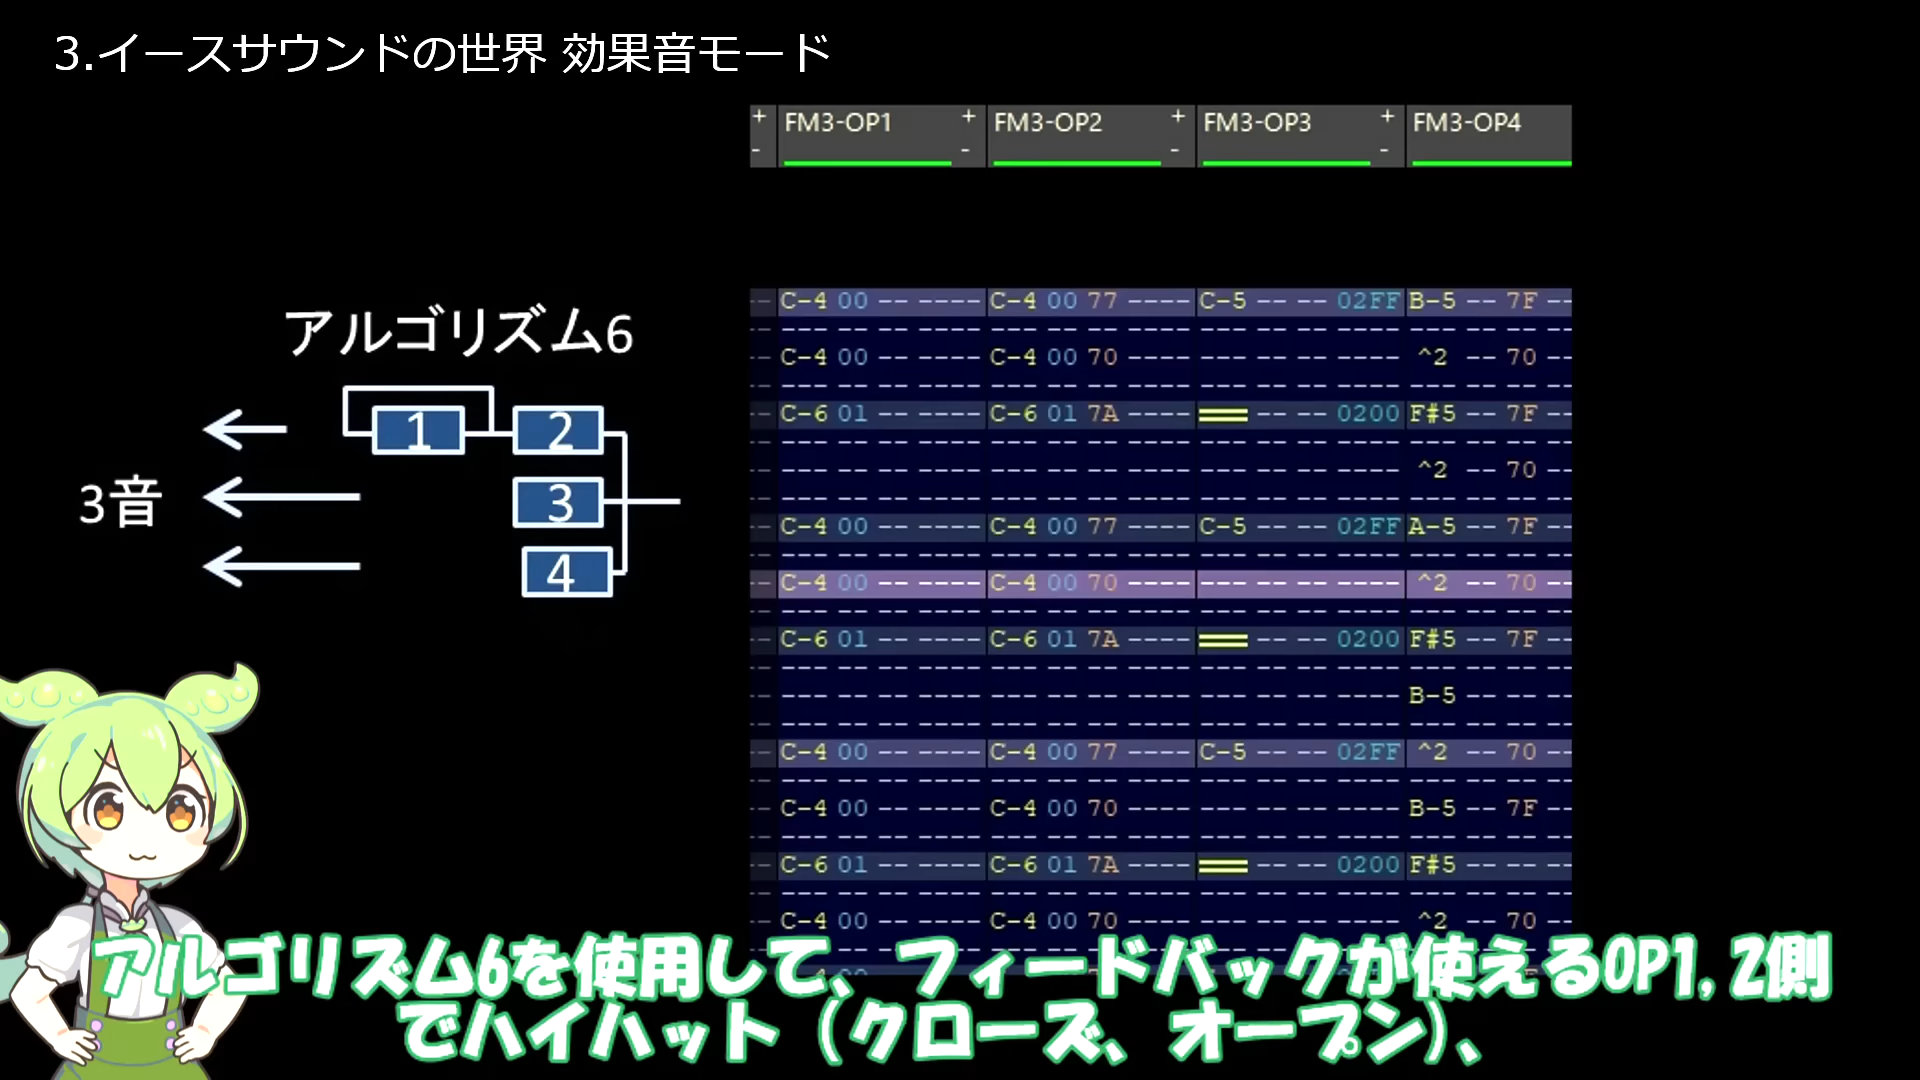 3.イースサウンドの世界 効果音モード
+ FM3-OP1 + FM3-OP2 + FM3-OP3 + FM3-OP4
- - - -
アルゴリズム6
1 2
3音
3
4
-- C-4 00 -- ---- C-4 00 77 ---- C-5 -- -- 02FF B-5 -- 7F --
-- --- -- -- ---- --- -- -- ---- --- -- -- ---- --- -- -- --
-- C-4 00 -- ---- C-4 00 70 ---- --- -- -- ---- ^2 -- 70 --
-- --- -- -- ---- --- -- -- ---- --- -- -- ---- --- -- -- --
-- C-6 01 -- ---- C-6 01 7A ---- === -- -- 0200 F#5 -- 7F --
-- --- -- -- ---- --- -- -- ---- --- -- -- ---- --- -- -- --
-- --- -- -- ---- --- -- -- ---- --- -- -- ---- ^2 -- 70 --
-- --- -- -- ---- --- -- -- ---- --- -- -- ---- --- -- -- --
-- C-4 00 -- ---- C-4 00 77 ---- C-5 -- -- 02FF A-5 -- 7F --
-- --- -- -- ---- --- -- -- ---- --- -- -- ---- --- -- -- --
-- C-4 00 -- ---- C-4 00 70 ---- --- -- -- ---- ^2 -- 70 --
-- --- -- -- ---- --- -- -- ---- --- -- -- ---- --- -- -- --
-- C-6 01 -- ---- C-6 01 7A ---- === -- -- 0200 F#5 -- 7F --
-- --- -- -- ---- --- -- -- ---- --- -- -- ---- --- -- -- --
-- --- -- -- ---- --- -- -- ---- --- -- -- ---- B-5 -- -- --
-- --- -- -- ---- --- -- -- ---- --- -- -- ---- --- -- -- --
-- C-4 00 -- ---- C-4 00 77 ---- C-5 -- -- 02FF ^2 -- 70 --
-- --- -- -- ---- --- -- -- ---- --- -- -- ---- --- -- -- --
-- C-4 00 -- ---- C-4 00 70 ---- --- -- -- ---- B-5 -- 7F --
-- --- -- -- ---- --- -- -- ---- --- -- -- ---- --- -- -- --
-- C-6 01 -- ---- C-6 01 7A ---- === -- -- 0200 F#5 -- -- --
-- --- -- -- ---- --- -- -- ---- --- -- -- ---- --- -- -- --
-- C-4 00 -- ---- C-4 00 70 ---- --- -- -- ---- ^2 -- 70 --
アルゴリズム6を使用して、フィードバックが使えるOP1,2側
でハイハット（クローズ、オープン）、